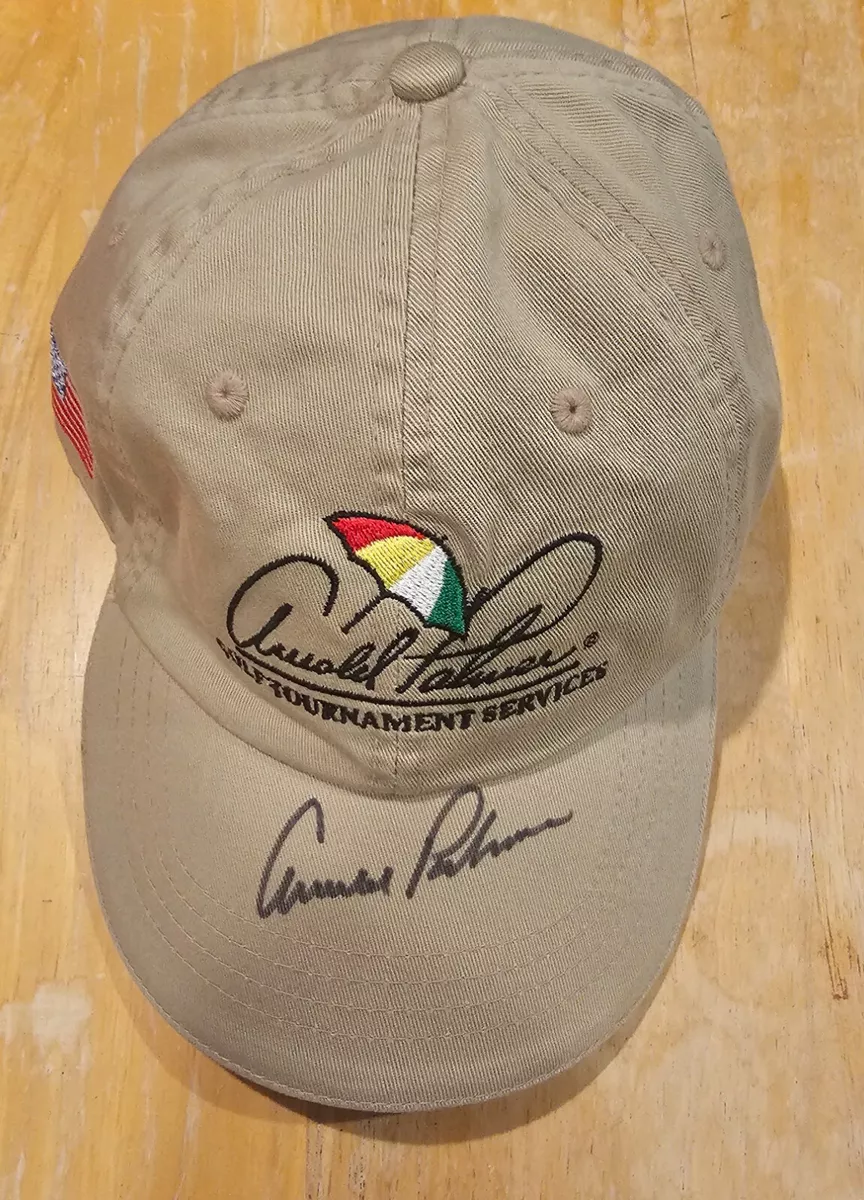 Arnold Palmer ®
GOLF TOURNAMENT SERVICES
Arnold Palmer